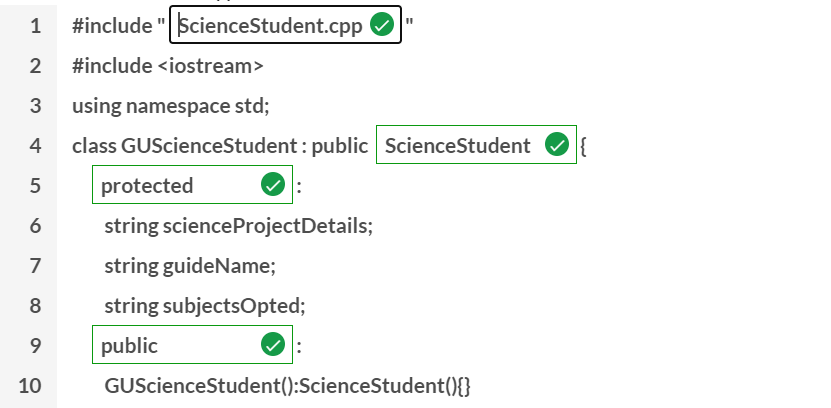 1 #include " ScienceStudent.cpp "
2 #include <iostream>
3 using namespace std;
4 class GUScienceStudent : public ScienceStudent {
5 protected :
6 string scienceProjectDetails;
7 string guideName;
8 string subjectsOpted;
9 public :
10 GUScienceStudent():ScienceStudent(){}